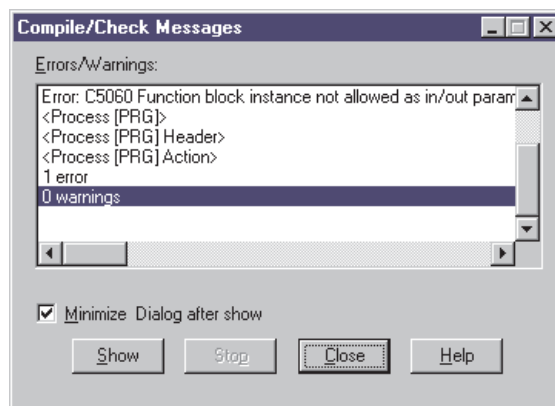 Compile/Check Messages
Errors/Warnings:
Error: C5060 Function block instance not allowed as in/out param
<Process [PRG]>
<Process [PRG] Header>
<Process [PRG] Action>
1 error
0 warnings
Minimize Dialog after show
Show
Stop
Close
Help